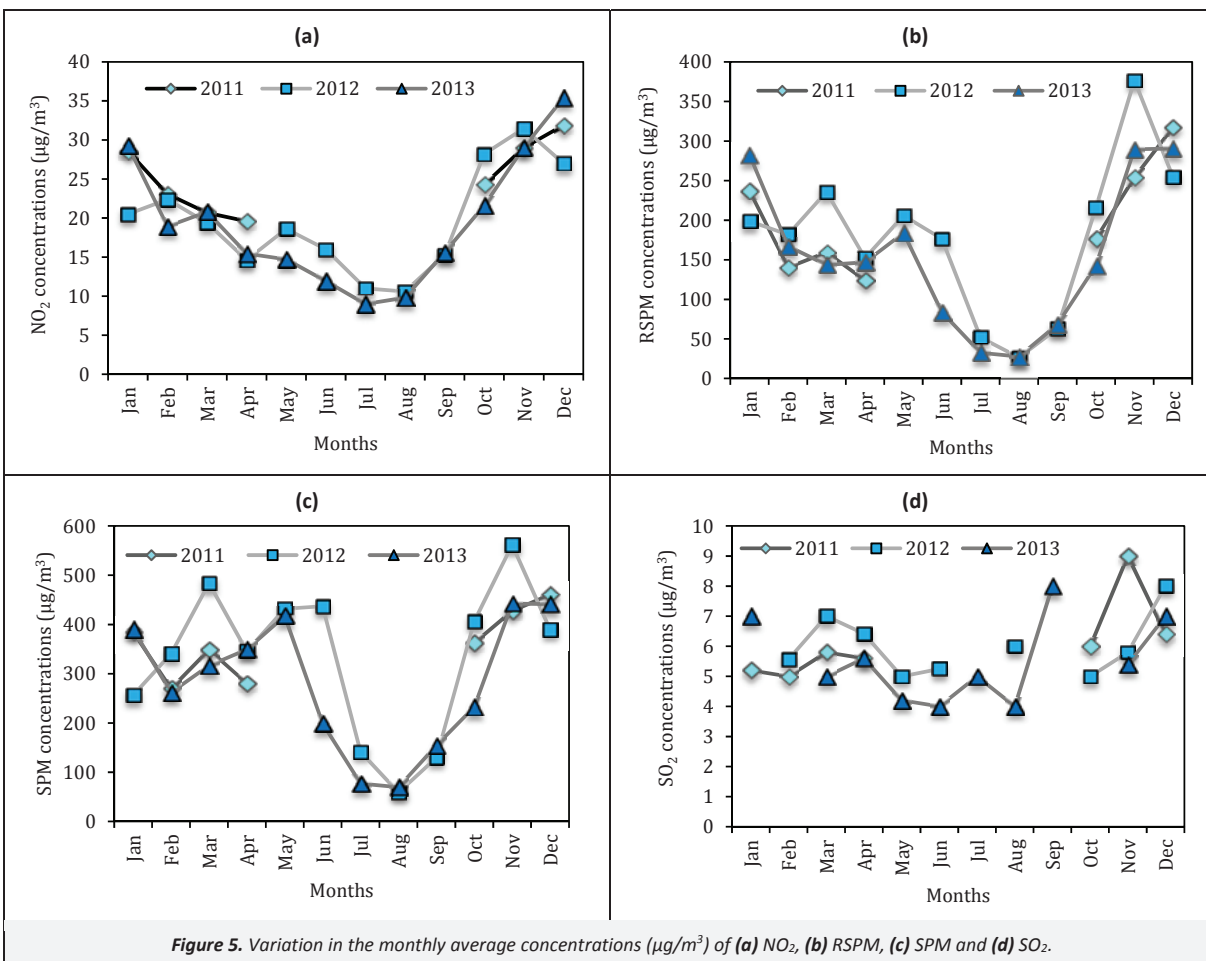 (a)
NO₂ concentrations (µg/m³)
40
35
30
25
20
15
10
5
0
2011 2012 2013
Jan Feb Mar Apr May Jun Jul Aug Sep Oct Nov Dec
Months
(b)
RSPM concentrations (µg/m³)
400
350
300
250
200
150
100
50
0
2011 2012 2013
Jan Feb Mar Apr May Jun Jul Aug Sep Oct Nov Dec
Months
(c)
SPM concentrations (µg/m³)
600
500
400
300
200
100
0
2011 2012 2013
Jan Feb Mar Apr May Jun Jul Aug Sep Oct Nov Dec
Months
(d)
SO₂ concentrations (µg/m³)
10
9
8
7
6
5
4
3
2
1
0
2011 2012 2013
Jan Feb Mar Apr May Jun Jul Aug Sep Oct Nov Dec
Months
Figure 5. Variation in the monthly average concentrations (µg/m³) of (a) NO₂, (b) RSPM, (c) SPM and (d) SO₂.